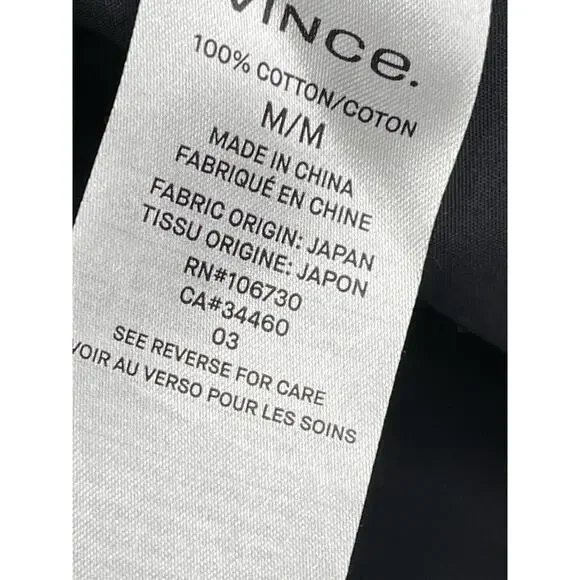 VINCE.
100% COTTON/COTON
M/M
MADE IN CHINA
FABRIQUÉ EN CHINE
FABRIC ORIGIN: JAPAN
TISSU ORIGINE: JAPON
RN#106730
CA#34460
03
SEE REVERSE FOR CARE
VOIR AU VERSO POUR LES SOINS